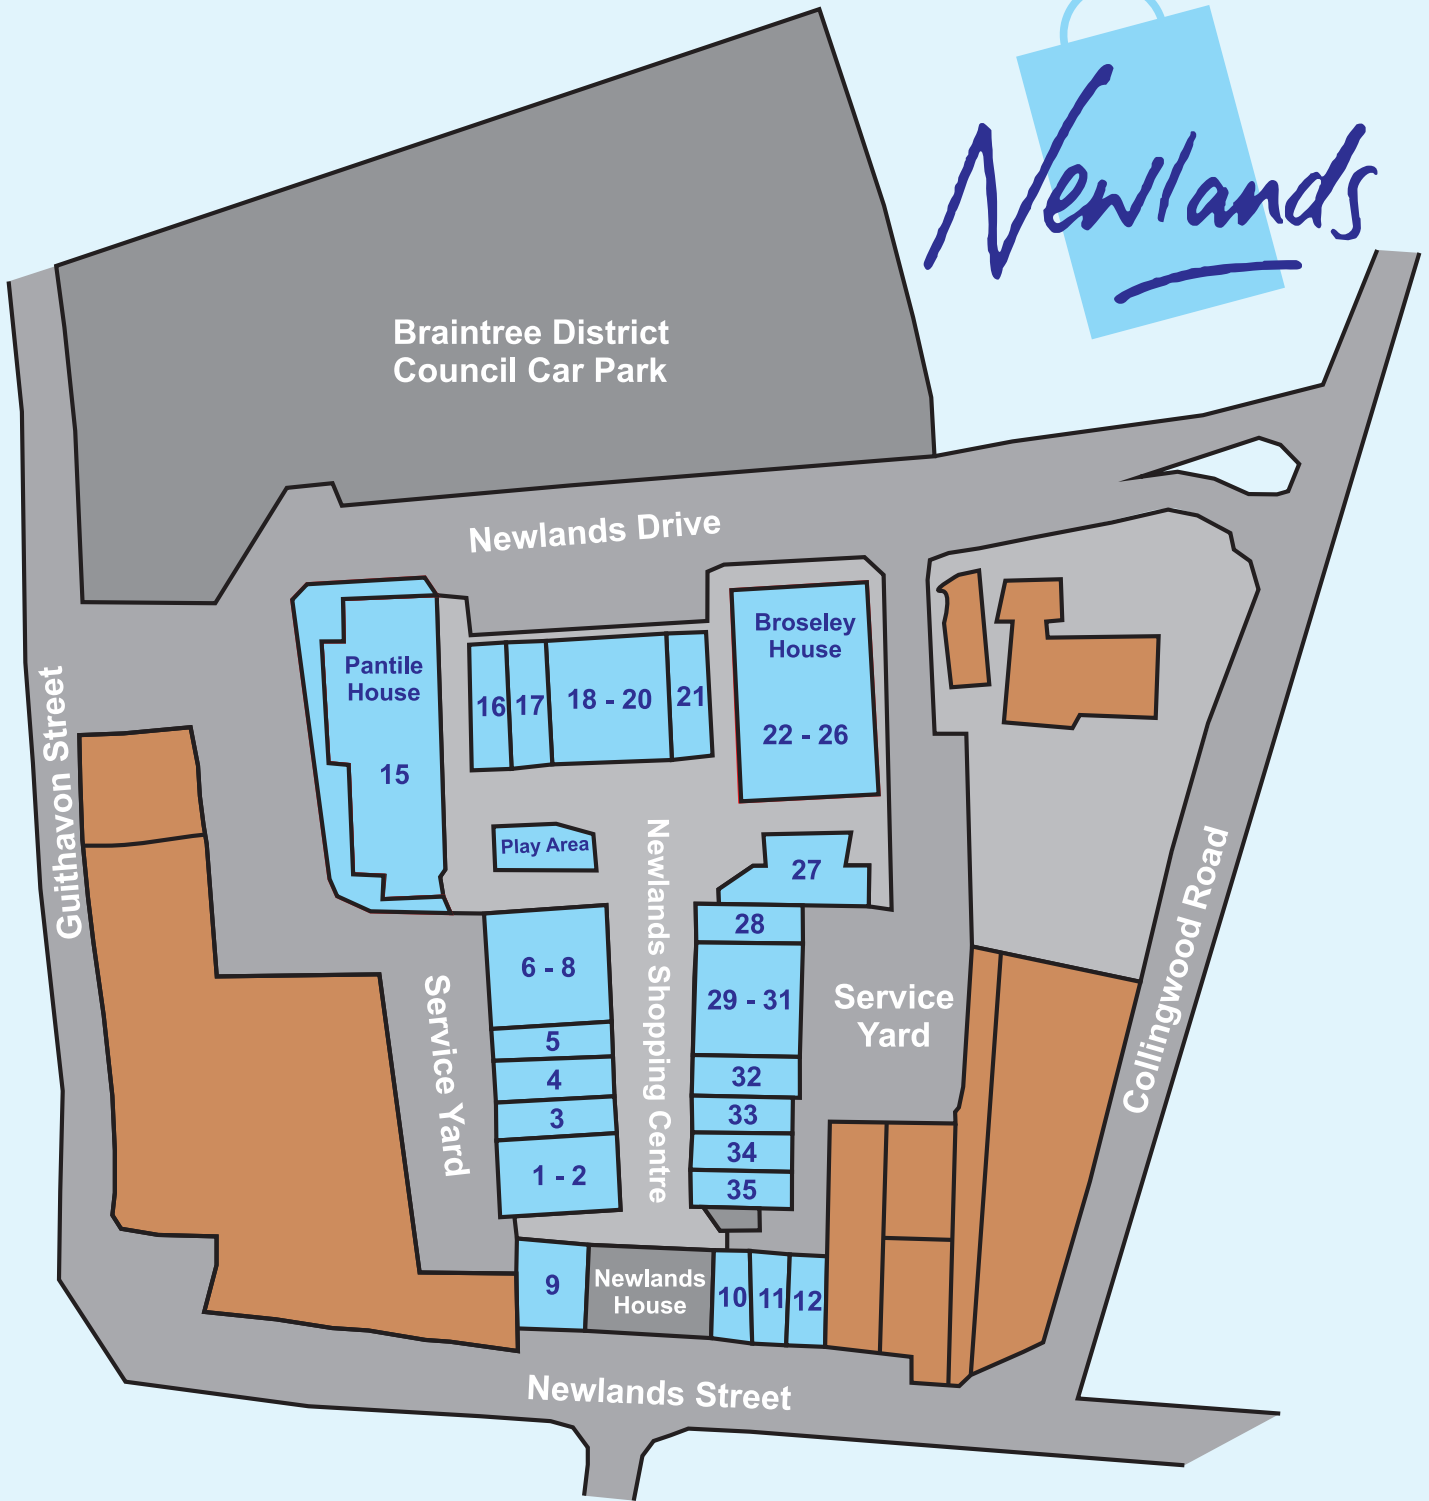 Newlands
Braintree District
Council Car Park
Newlands Drive
Guithavon Street
Pantile
House
15
16
17
18 - 20
21
Broseley
House
22 - 26
Play Area
27
Newlands Shopping Centre
28
6 - 8
29 - 31
Service Yard
Service
Yard
Collingwood Road
5
4
3
1 - 2
32
33
34
35
9
Newlands
House
10
11
12
Newlands Street